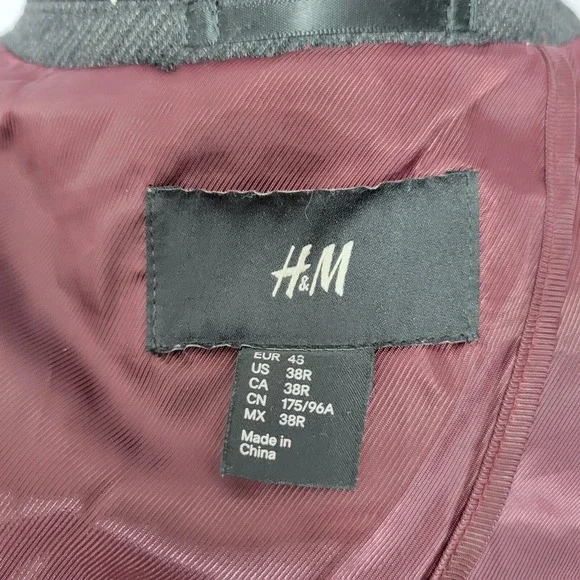 H&M
EUR 48
US 38R
CA 38R
CN 175/96A
MX 38R
Made in
China